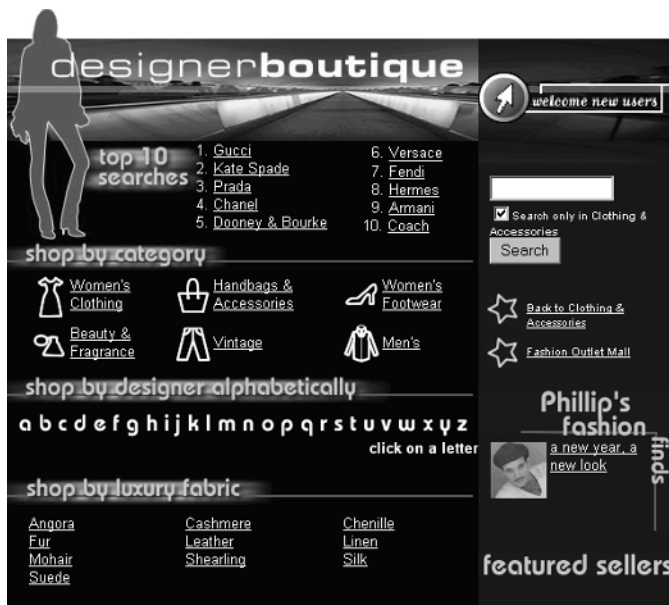 designerboutique
welcome new users
top 10
searches
1. Gucci
2. Kate Spade
3. Prada
4. Chanel
5. Dooney & Bourke
6. Versace
7. Fendi
8. Hermes
9. Armani
10. Coach
Search only in Clothing &
Accessories
Search
shop by category
Women's
Clothing
Handbags &
Accessories
Women's
Footwear
Beauty &
Fragrance
Vintage
Men's
Back to Clothing &
Accessories
Fashion Outlet Mall
shop by designer alphabetically
a b c d e f g h i j k l m n o p q r s t u v w x y z
click on a letter
Phillip's
fashion
finds
a new year, a
new look
shop by luxury fabric
Angora
Fur
Mohair
Suede
Cashmere
Leather
Shearling
Chenille
Linen
Silk
featured sellers